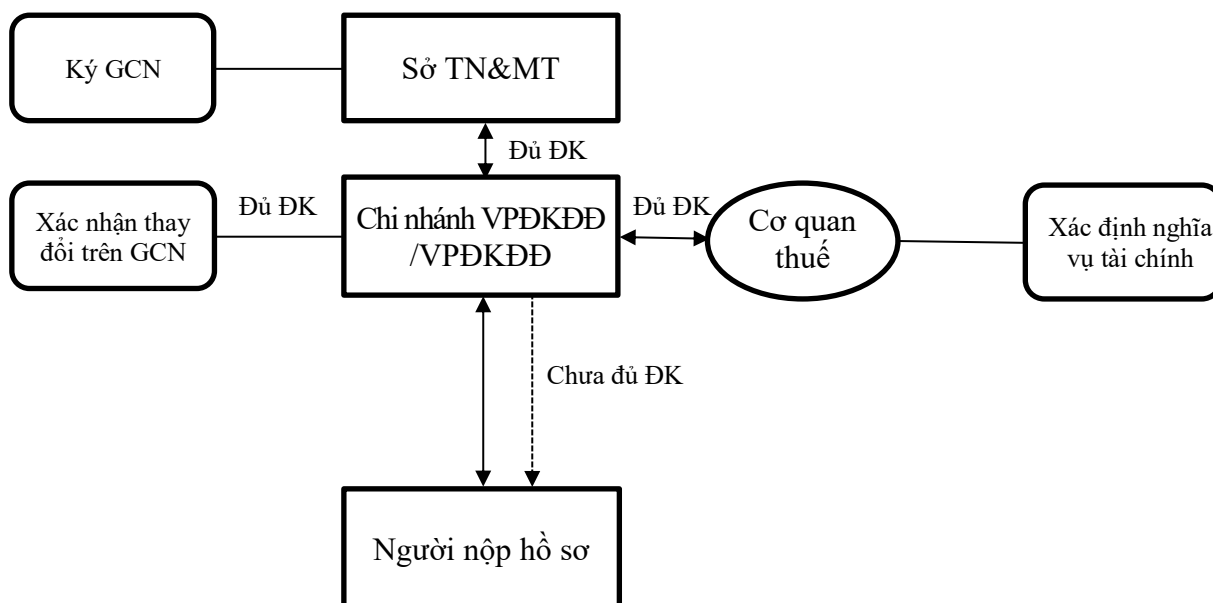 Ký GCN
Sở TN&MT
Đủ ĐK
Xác nhận thay
đổi trên GCN
Đủ ĐK
Chi nhánh VPĐKĐĐ
/VPĐKĐĐ
Đủ ĐK
Cơ quan
thuế
Xác định nghĩa
vụ tài chính
Chưa đủ ĐK
Người nộp hồ sơ